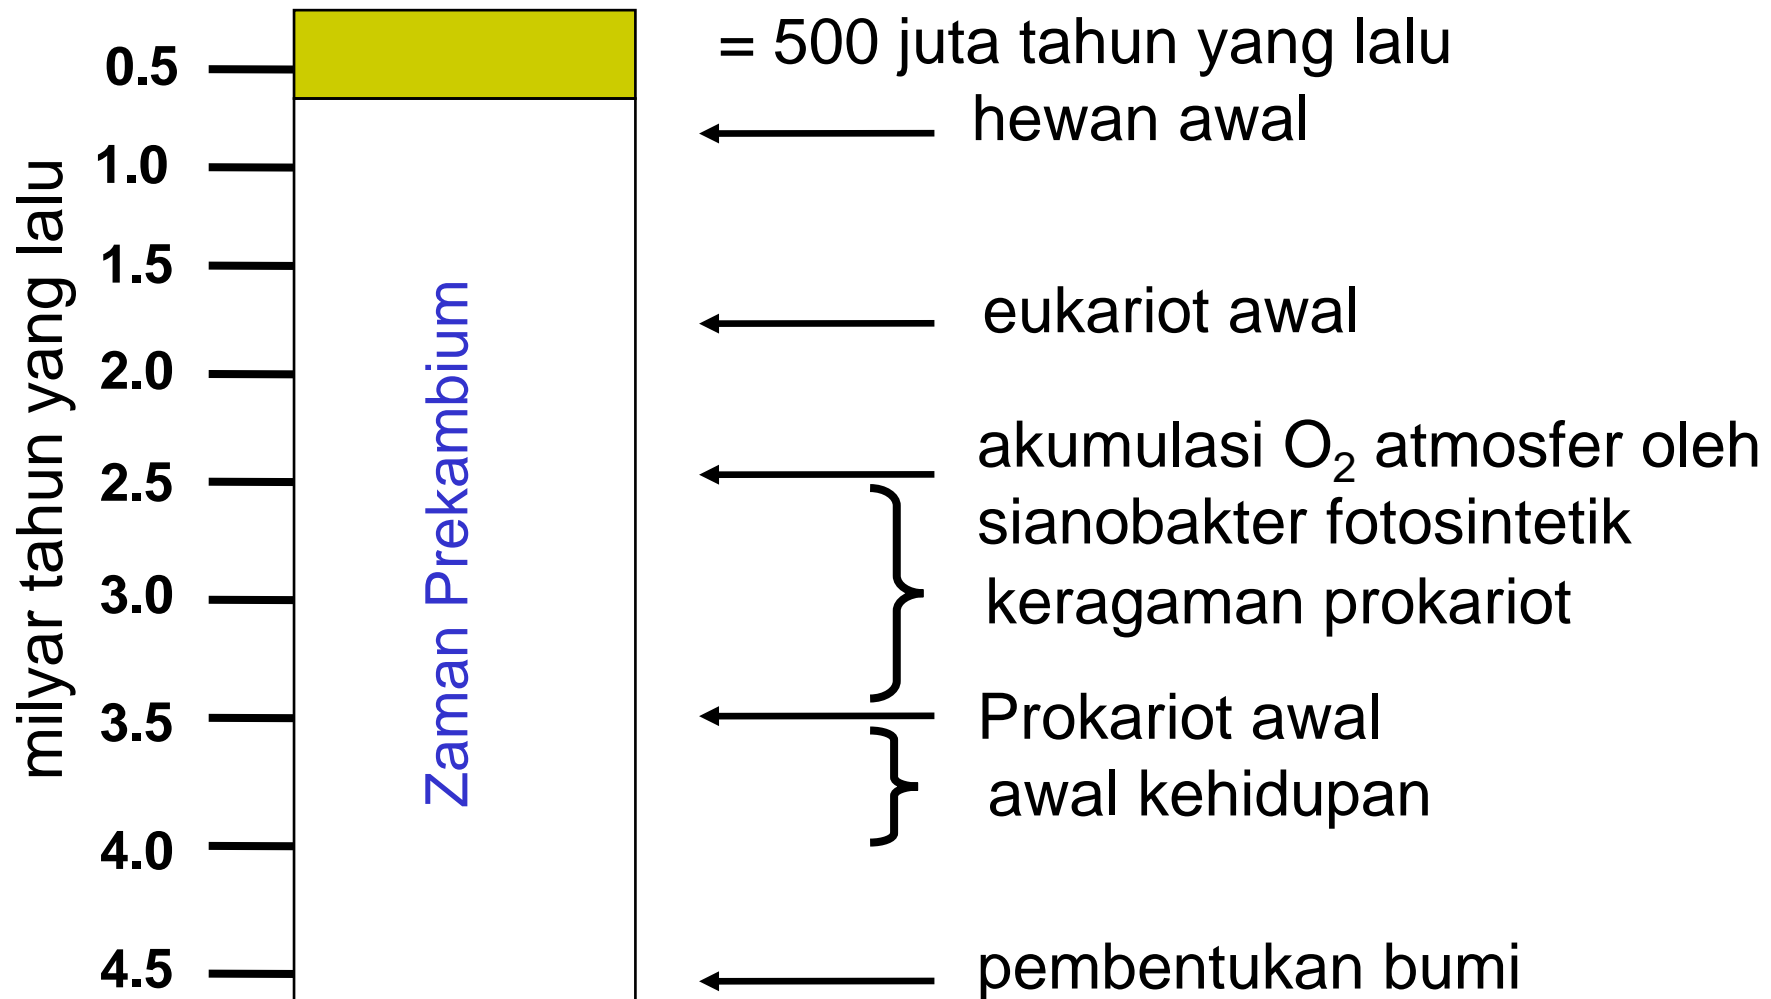 0.5
= 500 juta tahun yang lalu
hewan awal
1.0
1.5
eukariot awal
2.0
akumulasi O₂ atmosfer oleh
2.5
sianobakter fotosintetik
3.0
keragaman prokariot
3.5
Prokariot awal
awal kehidupan
4.0
4.5
pembentukan bumi
milyar tahun yang lalu
Zaman Prekambium